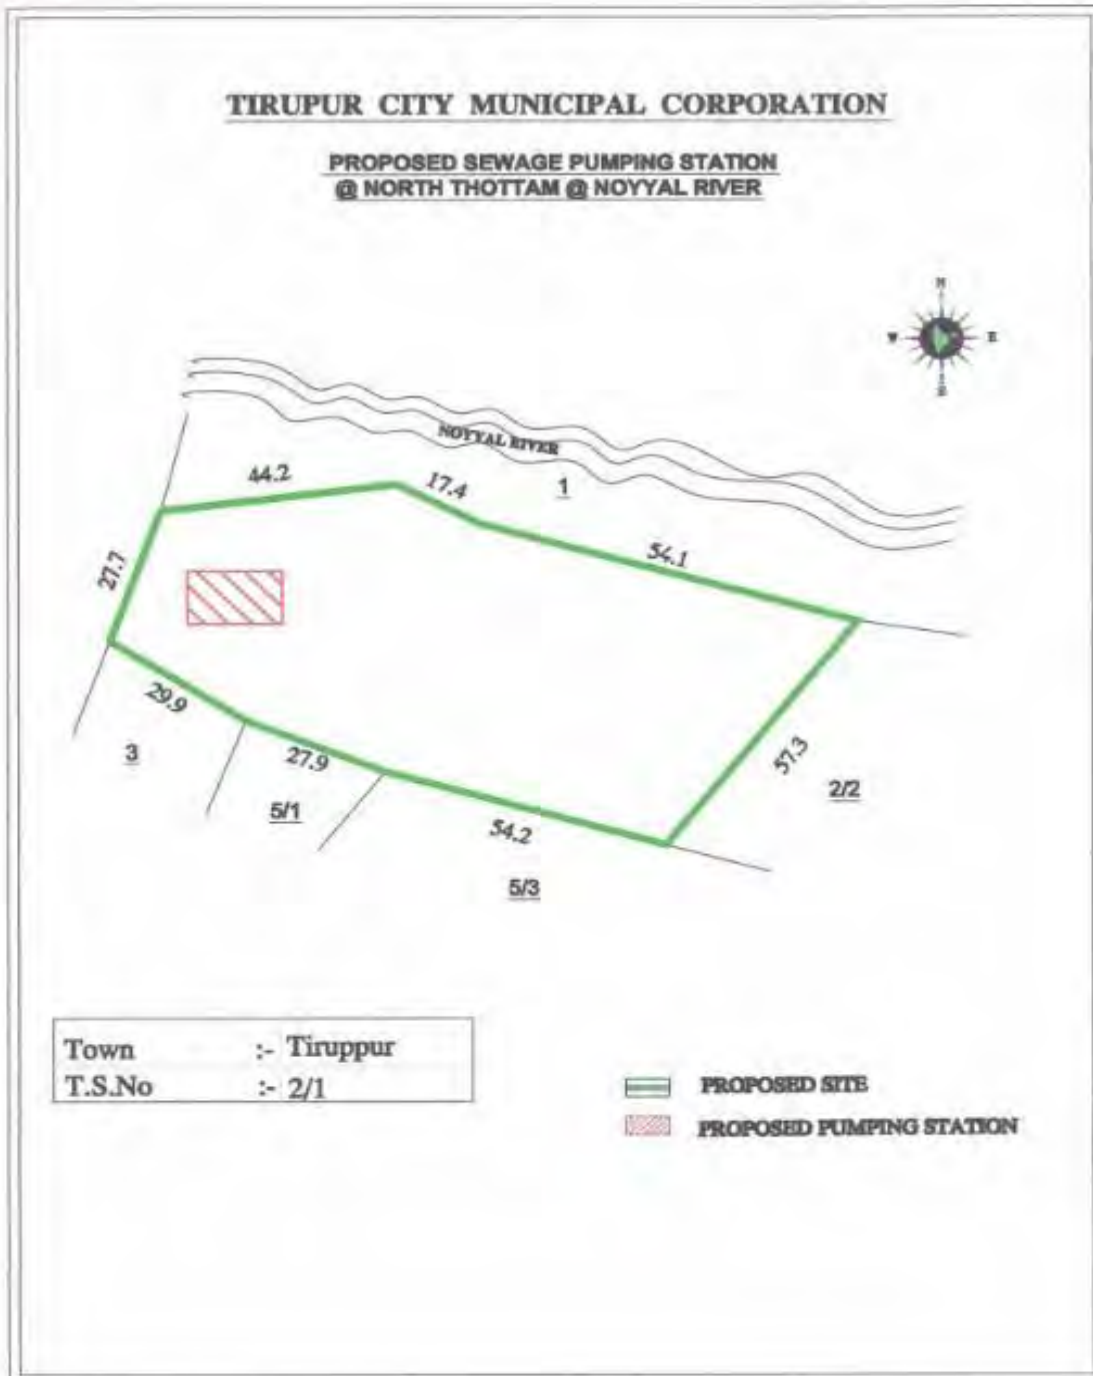 TIRUPUR CITY MUNICIPAL CORPORATION
PROPOSED SEWAGE PUMPING STATION
@ NORTH THOTTAM @ NOYYAL RIVER
N
W E
S
NOYYAL RIVER
44.2
17.4
1
54.1
27.7
29.9
3
27.9
5/1
54.2
5/3
57.3
2/2
Town :- Tiruppur
T.S.No :- 2/1
PROPOSED SITE
PROPOSED PUMPING STATION